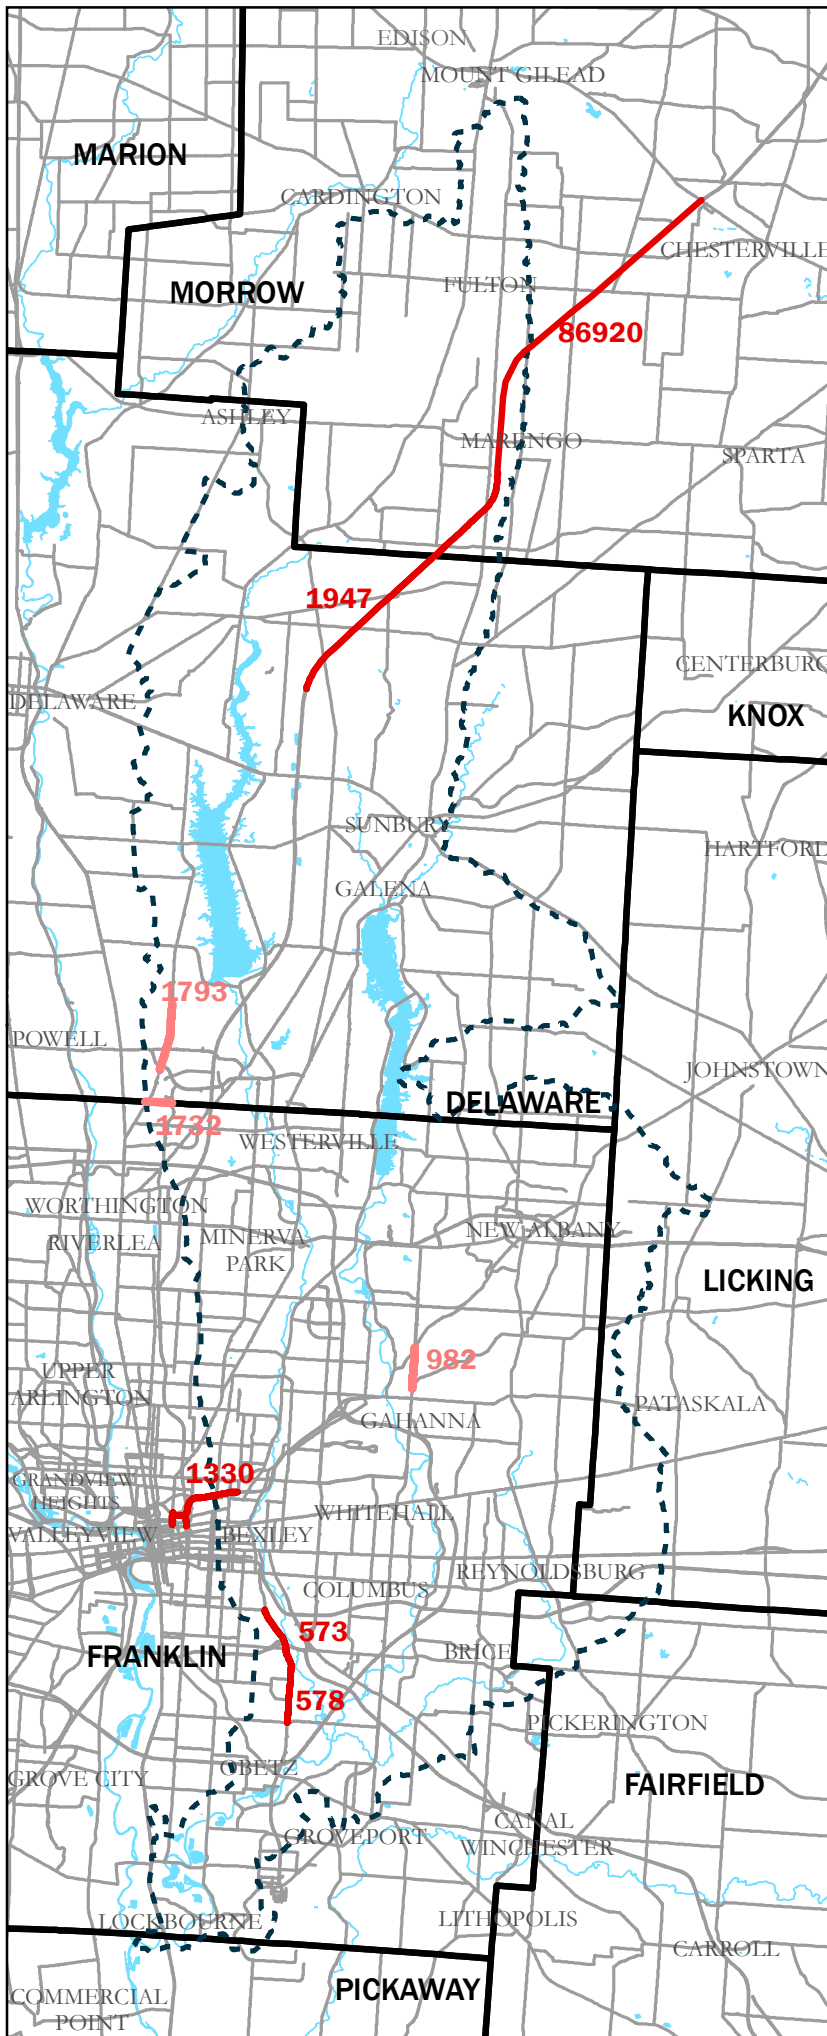 EDISON
MOUNT GILEAD
MARION
CARDINGTON
CHESTERVILLE
MORROW
FULTON
86920
ASHLEY
MARENGO
SPARTA
1947
CENTERBURG
DELAWARE
KNOX
SUNBURY
HARTFORD
GALENA
1793
POWELL
JOHNSTOWN
DELAWARE
1732
WESTERVILLE
WORTHINGTON
NEW ALBANY
RIVERLEA
MINERVA
PARK
LICKING
982
UPPER
ARLINGTON
PATASKALA
GAHANNA
1330
GRANDVIEW
HEIGHTS
WHITEHALL
VALLEYVIEW
BEXLEY
REYNOLDSBURG
COLUMBUS
573
BRICE
FRANKLIN
578
PICKERINGTON
OBETZ
GROVE CITY
FAIRFIELD
CANAL
WINCHESTER
GROVEPORT
LOCKBOURNE
LITHOPOLIS
CARROLL
PICKAWAY
COMMERCIAL
POINT